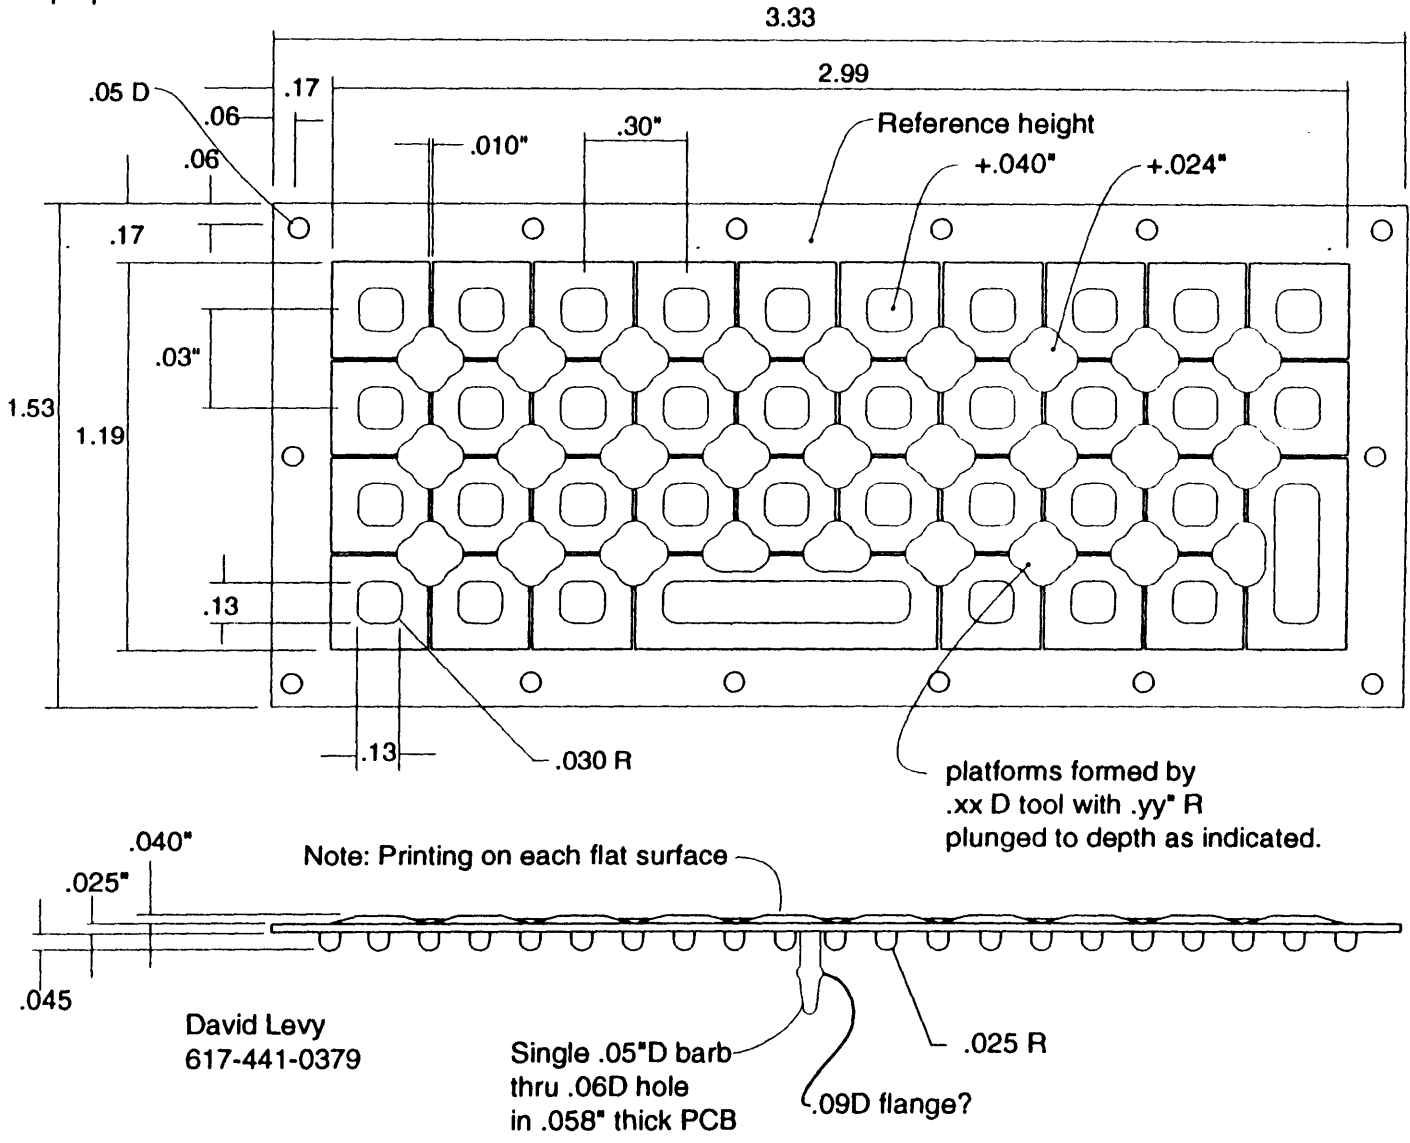 3.33
2.99
.17
.05 D
.06
Reference height
.30"
.010"
+.040"
+.024"
.06
.17
.03"
1.53
1.19
.13
.13
.030 R
platforms formed by
.xx D tool with .yy" R
plunged to depth as indicated.
.040"
Note: Printing on each flat surface
.025"
.045
David Levy
617-441-0379
Single .05"D barb
thru .06D hole
in .058" thick PCB
.025 R
.09D flange?